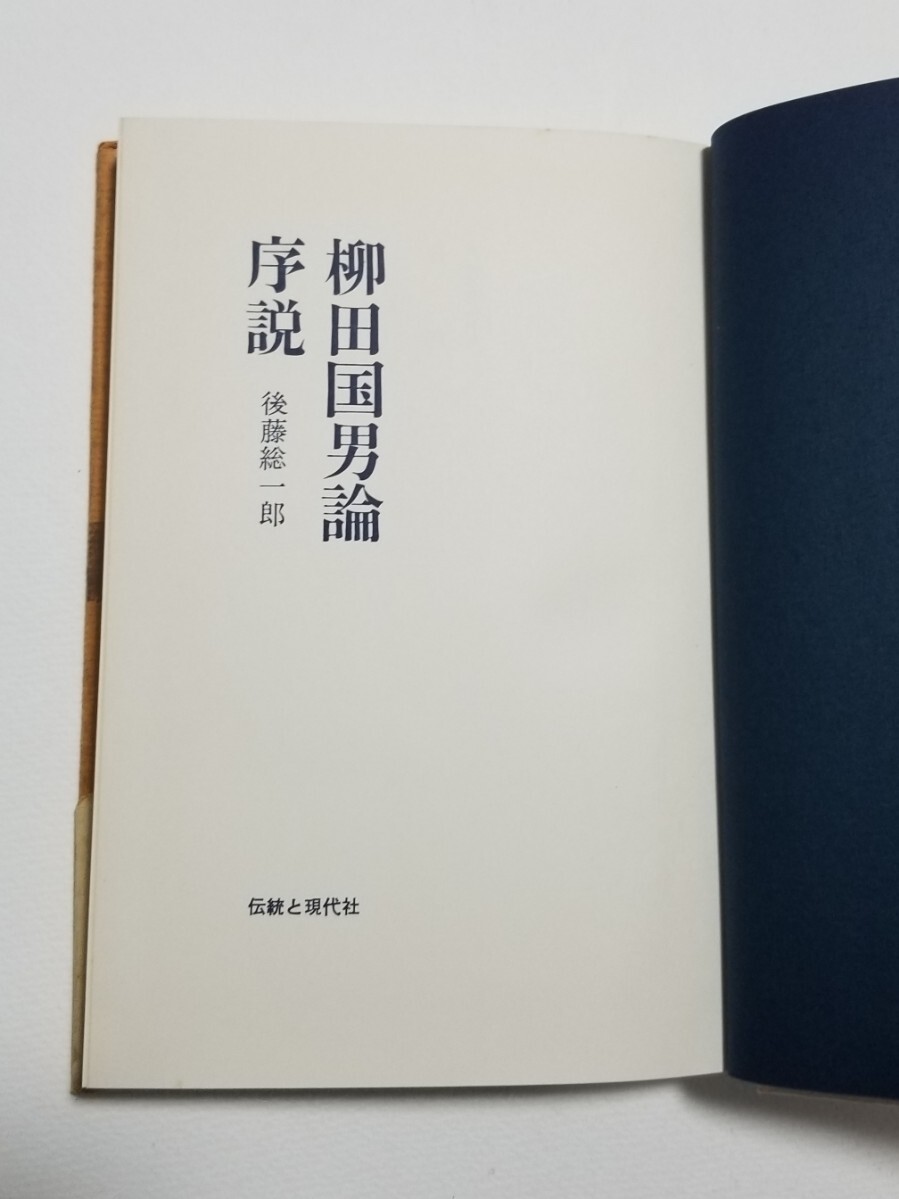 柳田国男論
序説
後藤総一郎
伝統と現代社